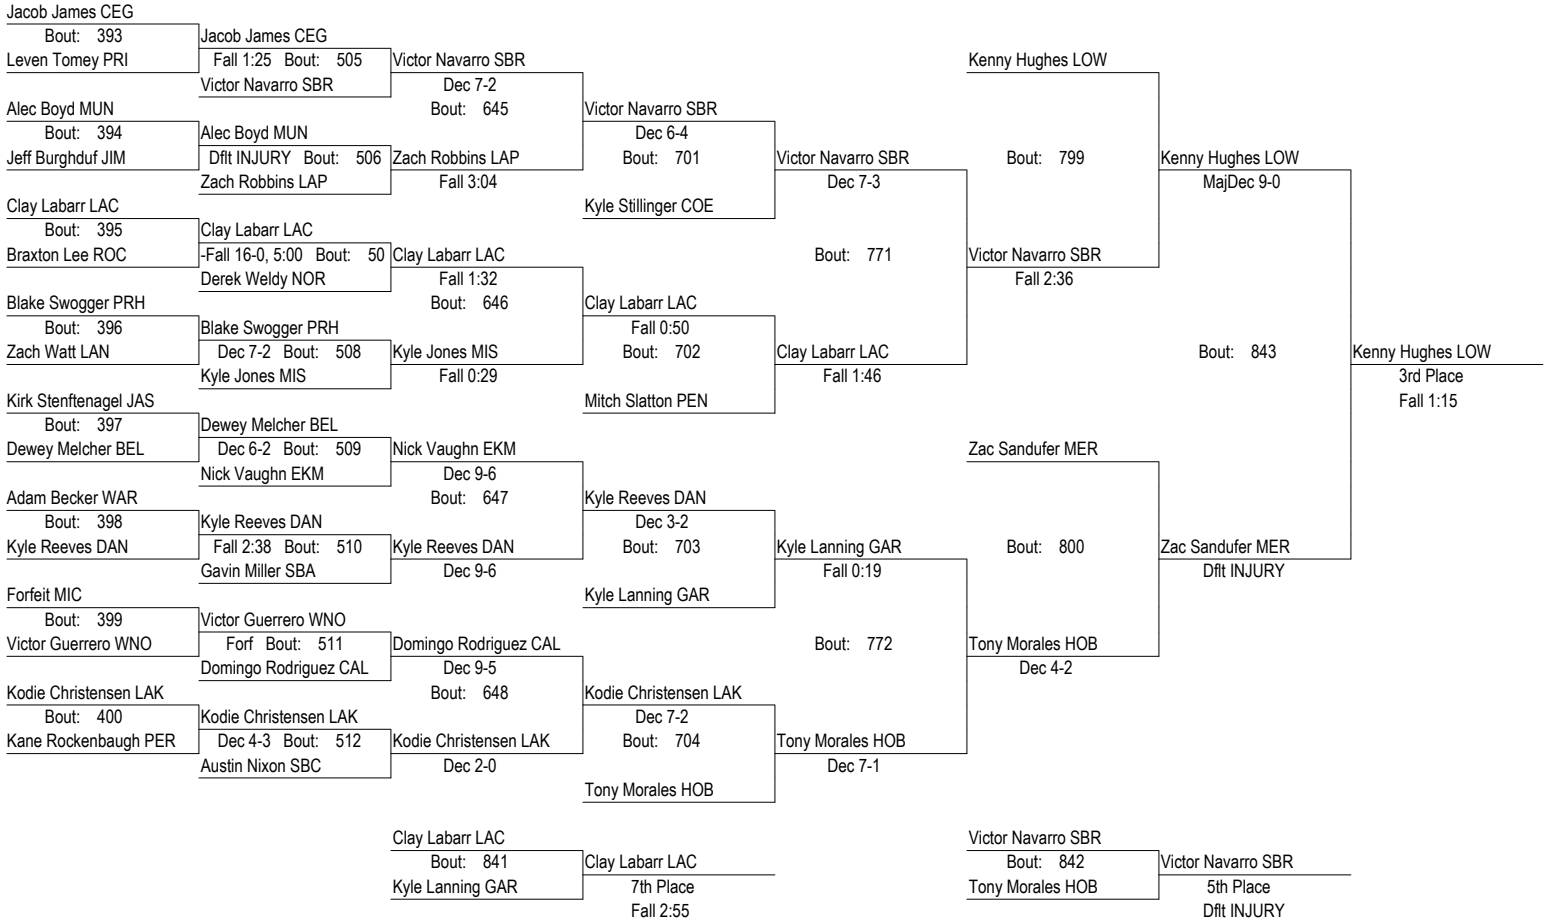 Jacob James CEG
Bout: 393
Jacob James CEG
Leven Tomey PRI
Fall 1:25 Bout: 505
Victor Navarro SBR
Kenny Hughes LOW
Victor Navarro SBR
Dec 7-2
Alec Boyd MUN
Bout: 645
Victor Navarro SBR
Bout: 394
Alec Boyd MUN
Dec 6-4
Jeff Burghduf JIM
Dflt INJURY Bout: 506
Zach Robbins LAP
Bout: 701
Victor Navarro SBR
Bout: 799
Kenny Hughes LOW
Zach Robbins LAP
Fall 3:04
Dec 7-3
MajDec 9-0
Clay Labarr LAC
Kyle Stillinger COE
Bout: 395
Clay Labarr LAC
Braxton Lee ROC
-Fall 16-0, 5:00 Bout: 50
Clay Labarr LAC
Bout: 771
Victor Navarro SBR
Derek Weldy NOR
Fall 1:32
Fall 2:36
Blake Swogger PRH
Bout: 646
Clay Labarr LAC
Bout: 396
Blake Swogger PRH
Fall 0:50
Zach Watt LAN
Dec 7-2 Bout: 508
Kyle Jones MIS
Bout: 702
Clay Labarr LAC
Bout: 843
Kenny Hughes LOW
Kyle Jones MIS
Fall 0:29
Fall 1:46
3rd Place
Kirk Stenftenagel JAS
Mitch Slatton PEN
Fall 1:15
Bout: 397
Dewey Melcher BEL
Dewey Melcher BEL
Dec 6-2 Bout: 509
Nick Vaughn EKM
Zac Sandufer MER
Nick Vaughn EKM
Dec 9-6
Adam Becker WAR
Bout: 647
Kyle Reeves DAN
Bout: 398
Kyle Reeves DAN
Dec 3-2
Kyle Reeves DAN
Fall 2:38 Bout: 510
Kyle Reeves DAN
Bout: 703
Kyle Lanning GAR
Bout: 800
Zac Sandufer MER
Gavin Miller SBA
Dec 9-6
Fall 0:19
Dflt INJURY
Forfeit MIC
Kyle Lanning GAR
Bout: 399
Victor Guerrero WNO
Victor Guerrero WNO
Forf Bout: 511
Domingo Rodriguez CAL
Bout: 772
Tony Morales HOB
Domingo Rodriguez CAL
Dec 9-5
Dec 4-2
Kodie Christensen LAK
Bout: 648
Kodie Christensen LAK
Bout: 400
Kodie Christensen LAK
Dec 7-2
Kane Rockenbaugh PER
Dec 4-3 Bout: 512
Kodie Christensen LAK
Bout: 704
Tony Morales HOB
Austin Nixon SBC
Dec 2-0
Dec 7-1
Tony Morales HOB
Clay Labarr LAC
Bout: 841
Clay Labarr LAC
Kyle Lanning GAR
7th Place
Fall 2:55
Victor Navarro SBR
Bout: 842
Victor Navarro SBR
Tony Morales HOB
5th Place
Dflt INJURY